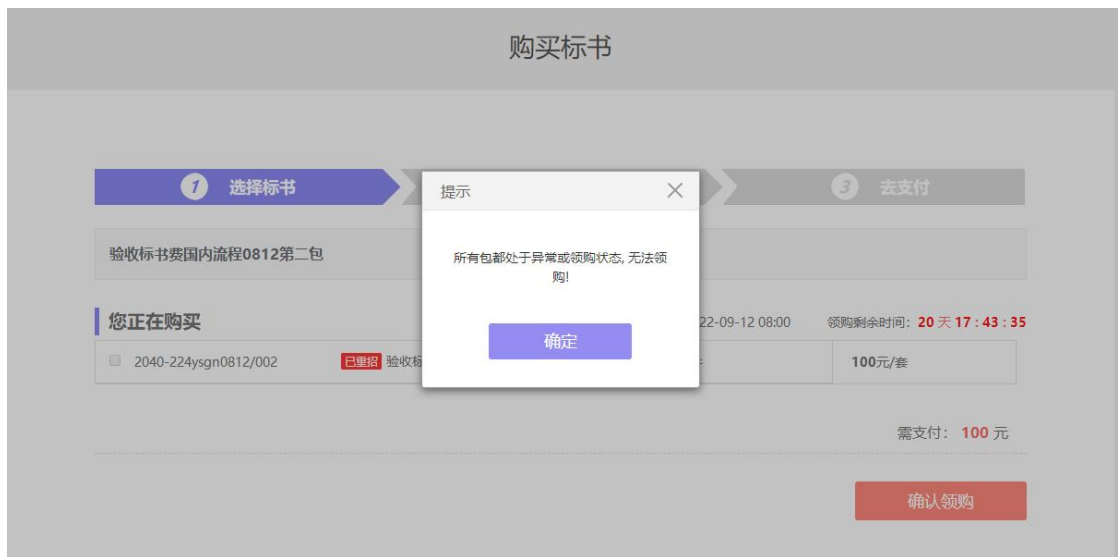 购买标书
1 选择标书
3 去支付
提示
验收标书费国内流程0812第二包
所有包都处于异常或领购状态, 无法领
购!
确定
您正在购买
22-09-12 08:00 领购剩余时间: 20 天 17 : 43 : 35
2040-224ysgn0812/002 已重招 验收标 100元/套
需支付: 100 元
确认领购